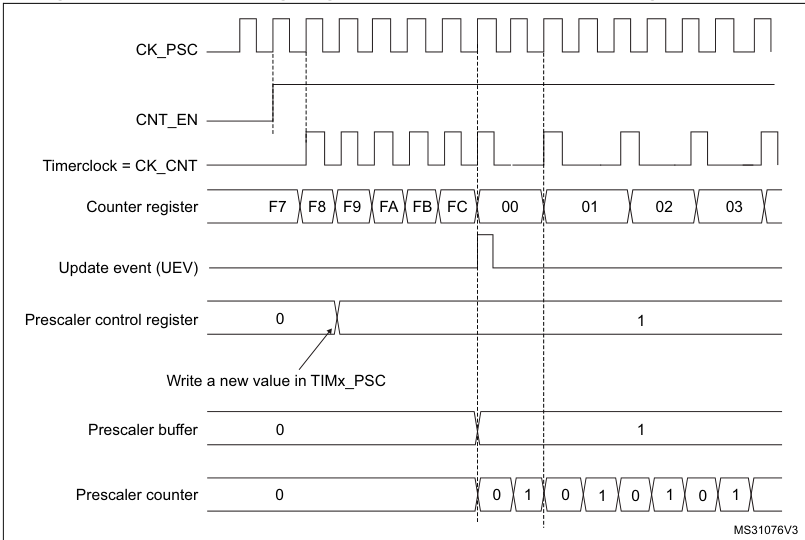 CK_PSC
CNT_EN
Timerclock = CK_CNT
Counter register F7 F8 F9 FA FB FC 00 01 02 03
Update event (UEV)
Prescaler control register 0 1
Write a new value in TIMx_PSC
Prescaler buffer 0 1
Prescaler counter 0 0 1 0 1 0 1 0 1
MS31076V3